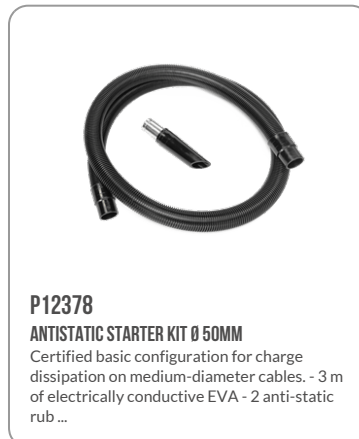 P12378
ANTISTATIC STARTER KIT Ø 50MM
Certified basic configuration for charge
dissipation on medium-diameter cables. - 3 m
of electrically conductive EVA - 2 anti-static
rub ...